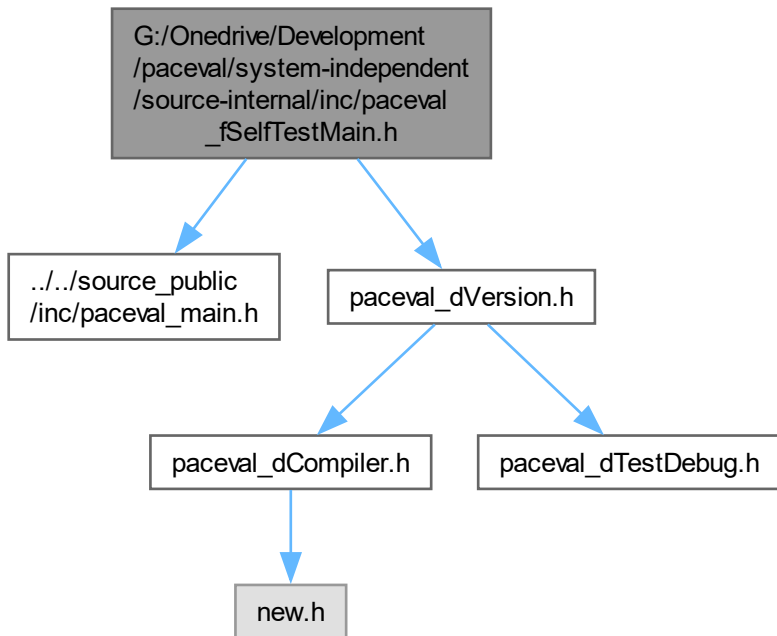 G:/Onedrive/Development
/paceval/system-independent
/source-internal/inc/paceval
_fSelfTestMain.h
../../source_public
/inc/paceval_main.h
paceval_dVersion.h
paceval_dCompiler.h
paceval_dTestDebug.h
new.h